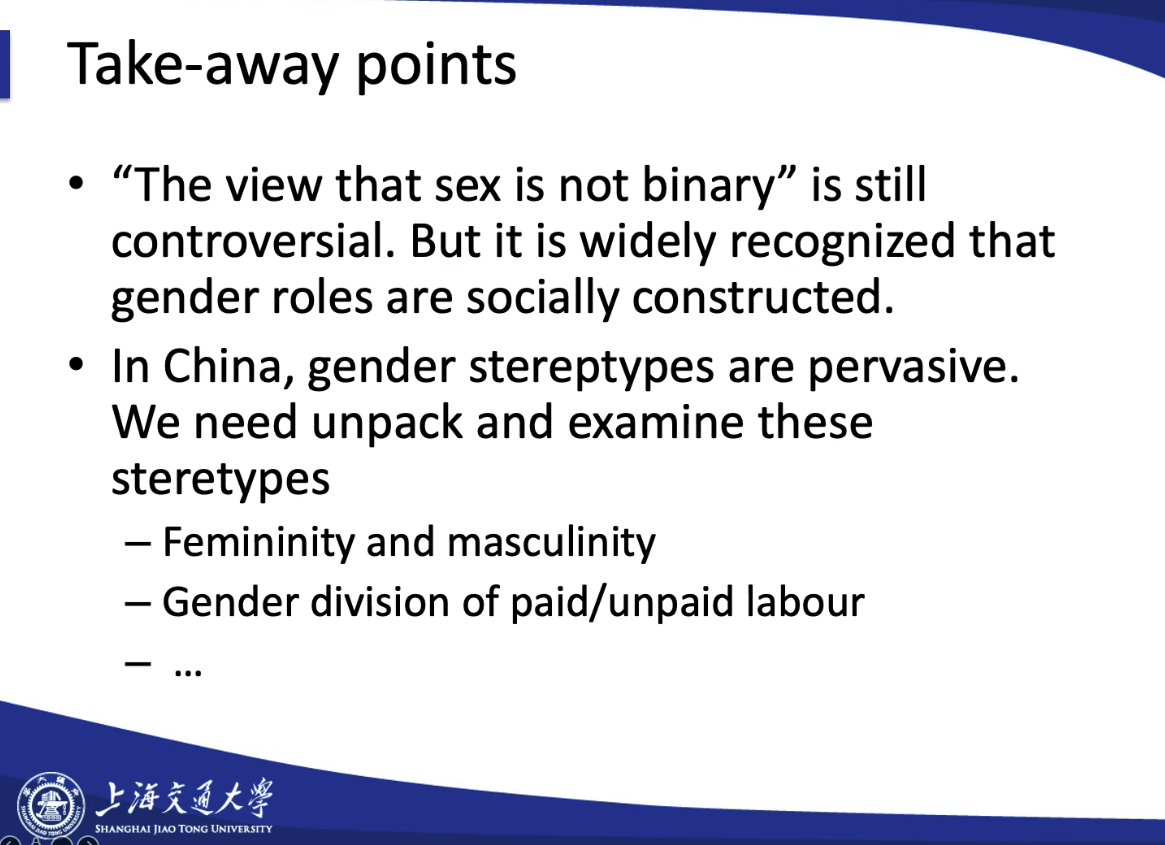 Take-away points
• “The view that sex is not binary” is still
controversial. But it is widely recognized that
gender roles are socially constructed.
• In China, gender stereptypes are pervasive.
We need unpack and examine these
steretypes
– Femininity and masculinity
– Gender division of paid/unpaid labour
– ...
上海交通大学
SHANGHAI JIAO TONG UNIVERSITY